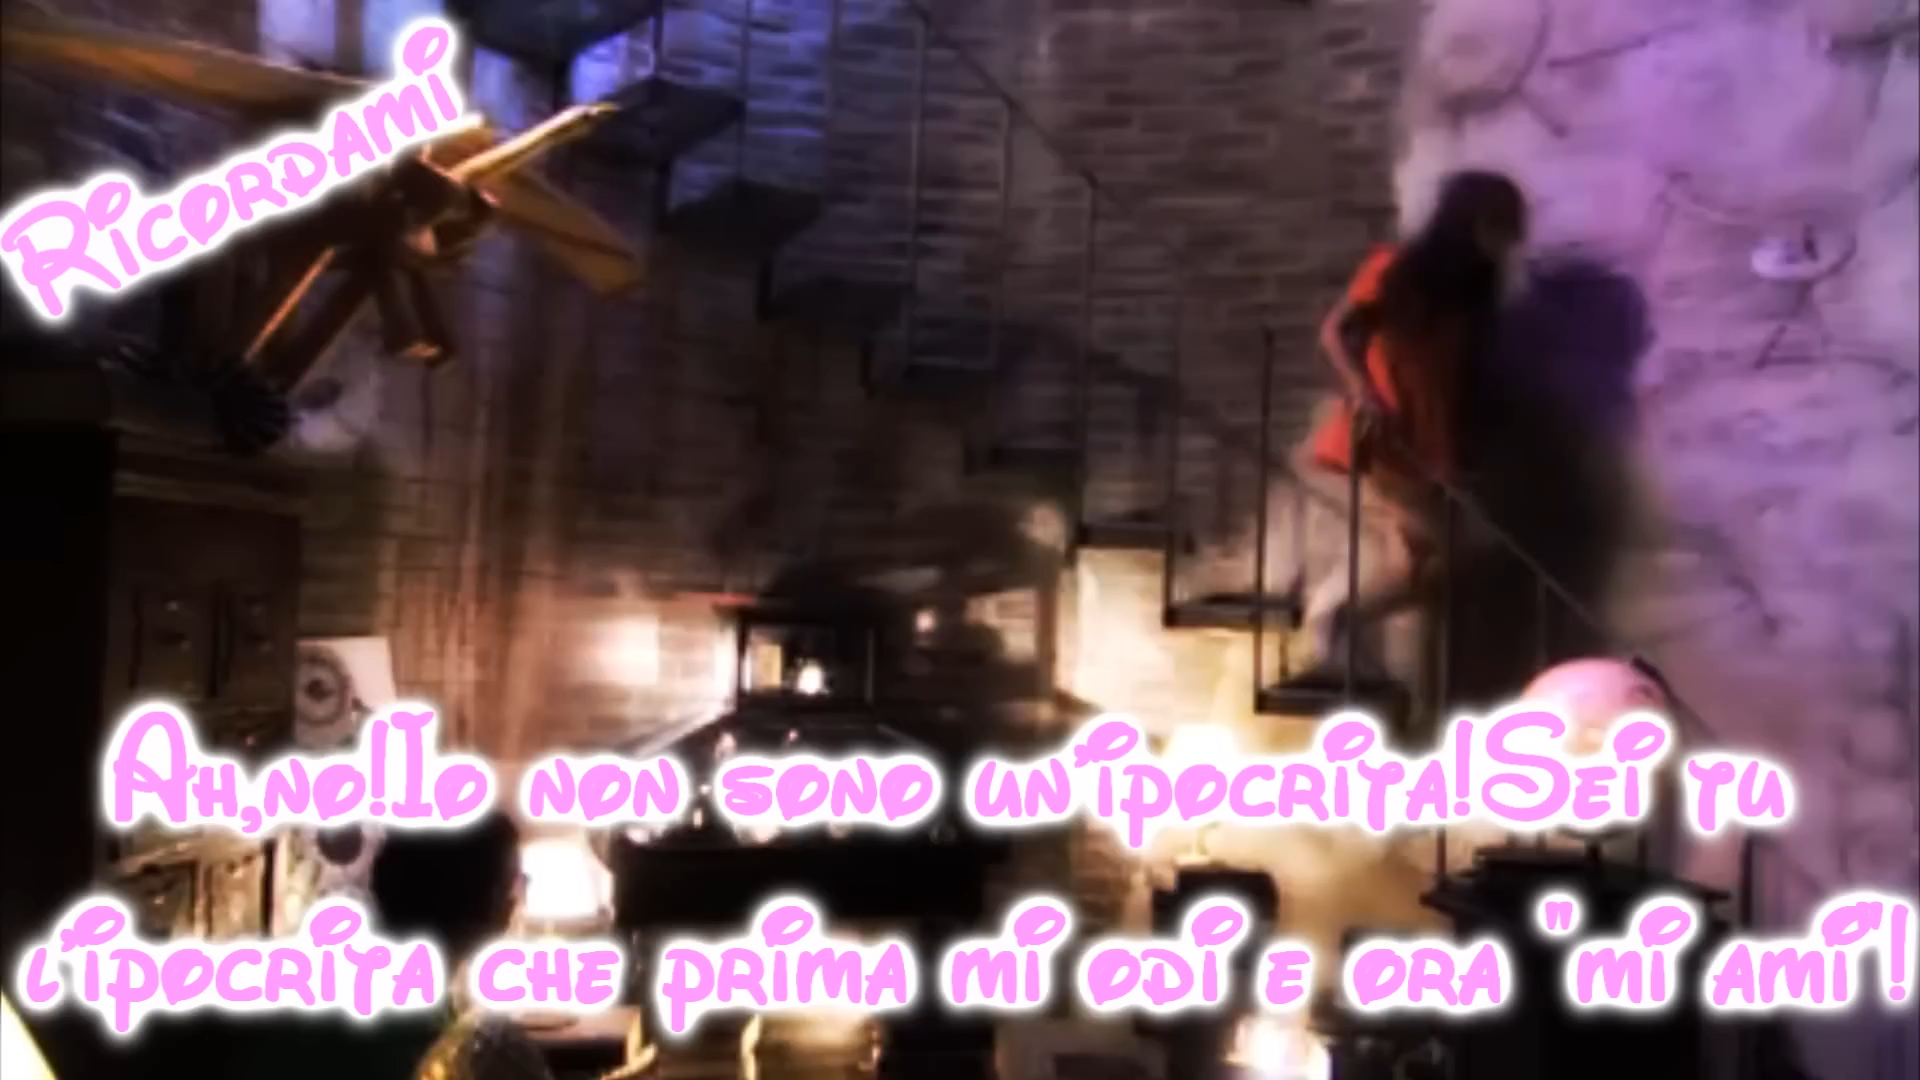 Ricordami
Ah,no!Io non sono un'ipocrita!Sei tu
l'ipocrita che prima mi odi e ora "mi ami"!